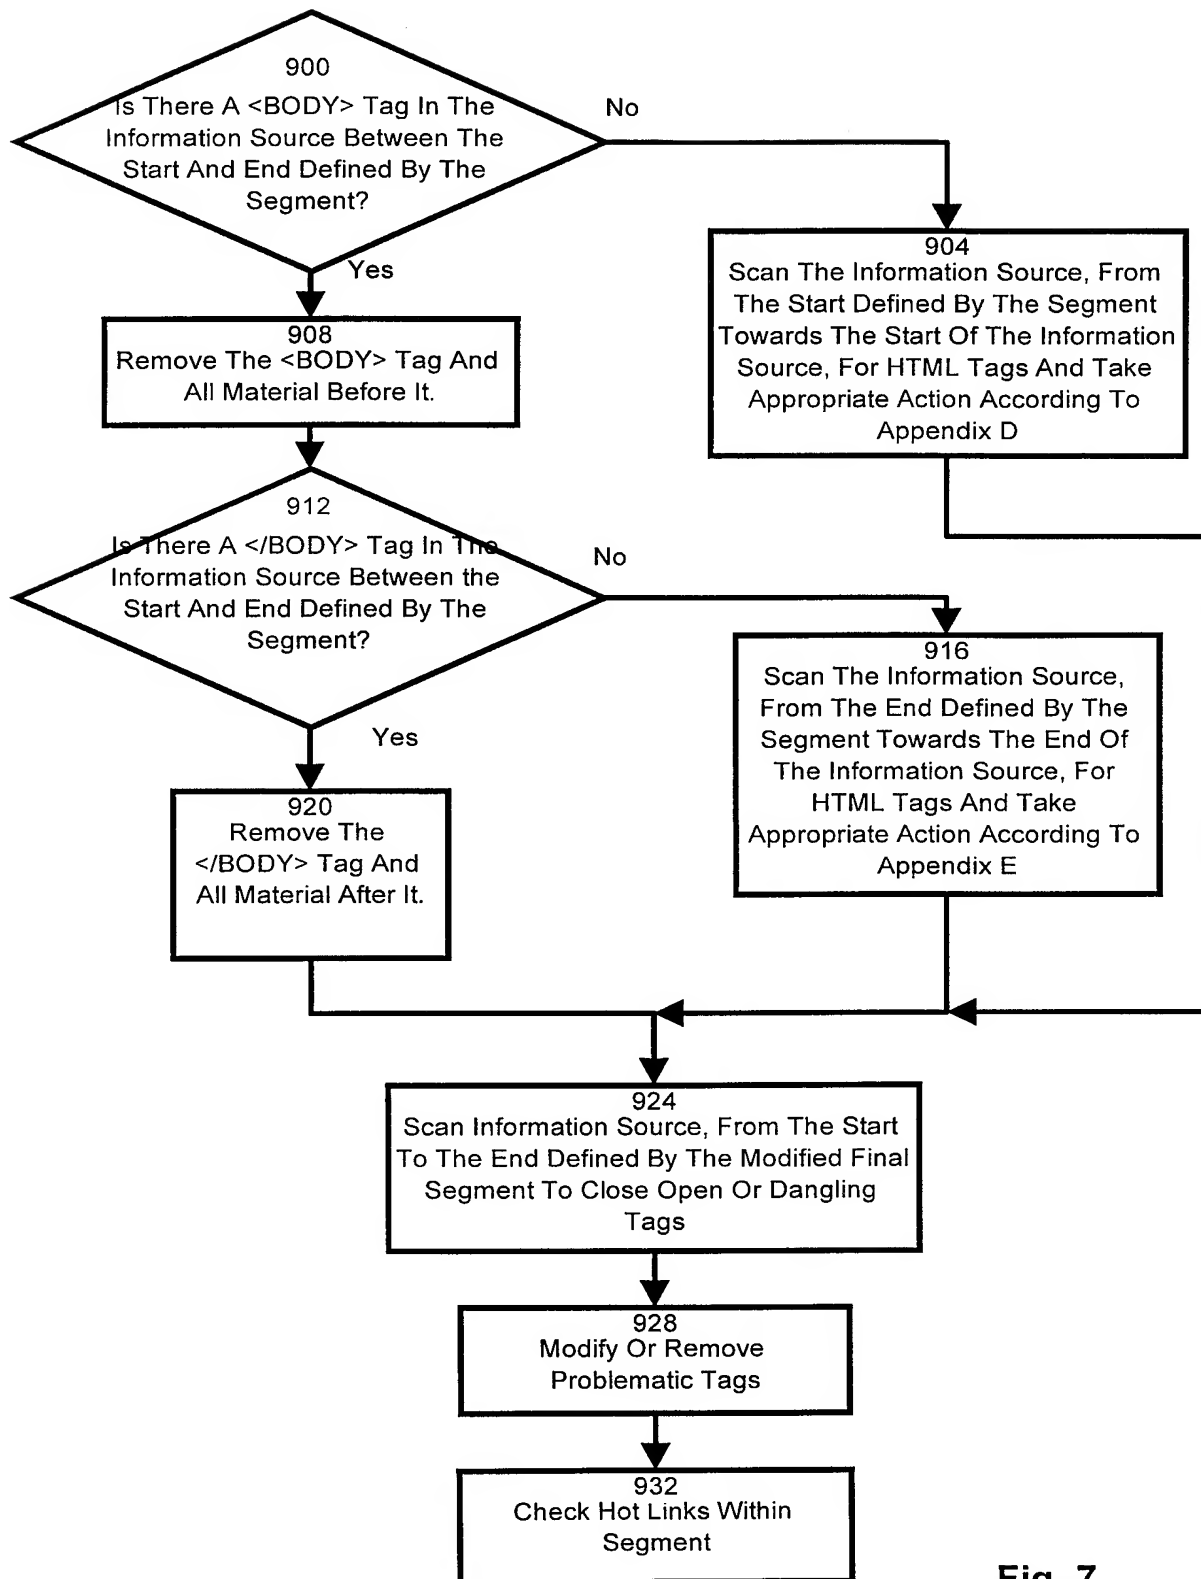 900
Is There A <BODY> Tag In The
Information Source Between The
Start And End Defined By The
Segment?
No
Yes
904
Scan The Information Source, From
The Start Defined By The Segment
Towards The Start Of The Information
Source, For HTML Tags And Take
Appropriate Action According To
Appendix D
908
Remove The <BODY> Tag And
All Material Before It.
912
Is There A </BODY> Tag In The
Information Source Between the
Start And End Defined By The
Segment?
No
Yes
916
Scan The Information Source,
From The End Defined By The
Segment Towards The End Of
The Information Source, For
HTML Tags And Take
Appropriate Action According To
Appendix E
920
Remove The
</BODY> Tag And
All Material After It.
924
Scan Information Source, From The Start
To The End Defined By The Modified Final
Segment To Close Open Or Dangling
Tags
928
Modify Or Remove
Problematic Tags
932
Check Hot Links Within
Segment
Fig. 7